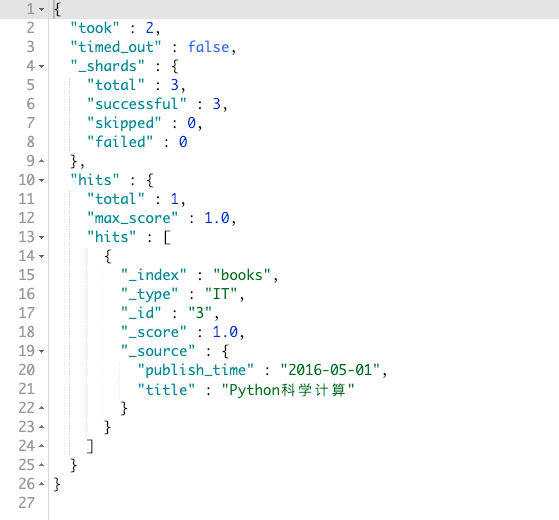 1 {
2 "took" : 2,
3 "timed_out" : false,
4 "_shards" : {
5 "total" : 3,
6 "successful" : 3,
7 "skipped" : 0,
8 "failed" : 0
9 },
10 "hits" : {
11 "total" : 1,
12 "max_score" : 1.0,
13 "hits" : [
14 {
15 "_index" : "books",
16 "_type" : "IT",
17 "_id" : "3",
18 "_score" : 1.0,
19 "_source" : {
20 "publish_time" : "2016-05-01",
21 "title" : "Python科学计算"
22 }
23 }
24 ]
25 }
26 }
27